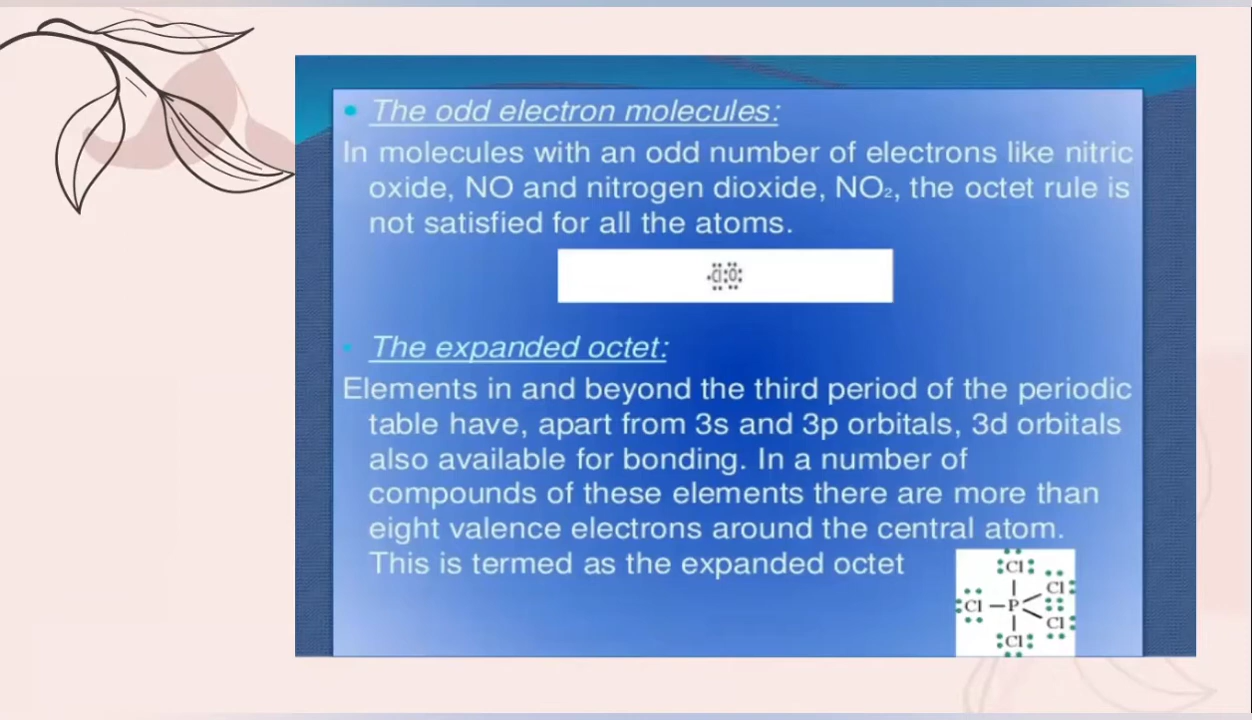 • The odd electron molecules:
In molecules with an odd number of electrons like nitric
oxide, NO and nitrogen dioxide, NO₂, the octet rule is
not satisfied for all the atoms.
·Cl:O:
• The expanded octet:
Elements in and beyond the third period of the periodic
table have, apart from 3s and 3p orbitals, 3d orbitals
also available for bonding. In a number of
compounds of these elements there are more than
eight valence electrons around the central atom.
This is termed as the expanded octet
:Cl:
Cl:
:Cl — P
Cl:
:Cl: